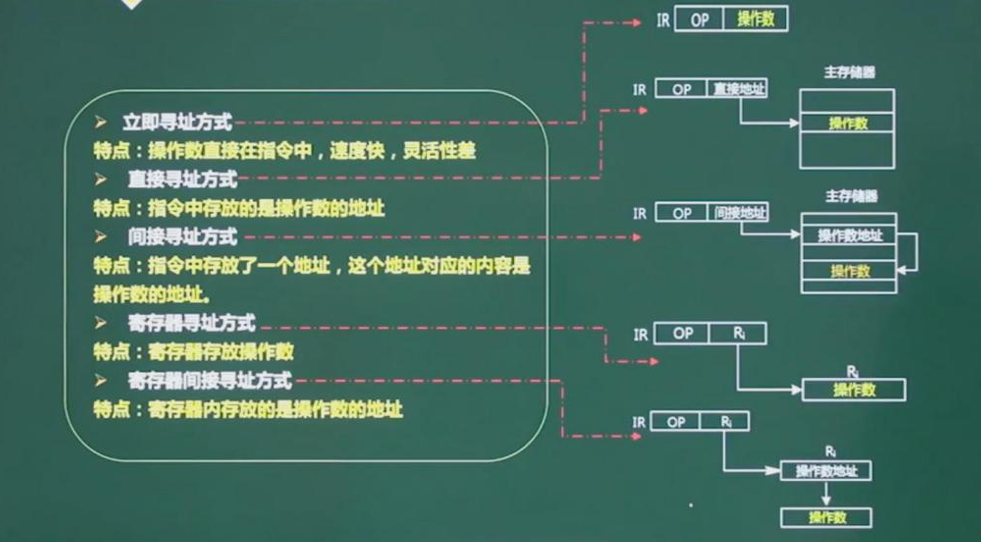 立即寻址方式
特点：操作数直接在指令中，速度快，灵活性差
直接寻址方式
特点：指令中存放的是操作数的地址
间接寻址方式
特点：指令中存放了一个地址，这个地址对应的内容是
操作数的地址。
寄存器寻址方式
特点：寄存器存放操作数
寄存器间接寻址方式
特点：寄存器内存放的是操作数的地址
IR OP 操作数
主存储器
IR OP 直接地址
操作数
主存储器
IR OP 间接地址
操作数地址
操作数
IR OP Ri
Ri
操作数
IR OP Ri
Ri
操作数地址
操作数